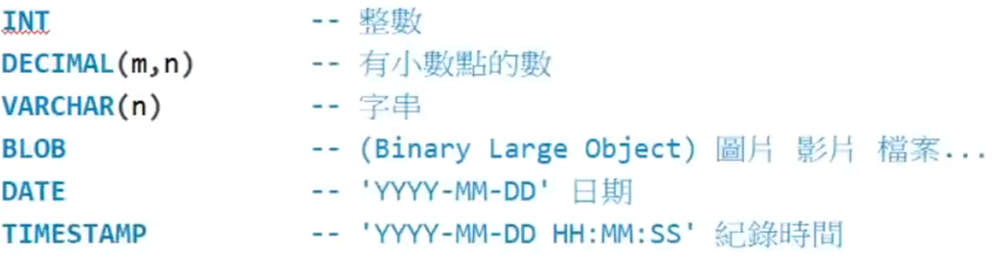 INT -- 整數
DECIMAL(m,n) -- 有小數點的數
VARCHAR(n) -- 字串
BLOB -- (Binary Large Object) 圖片 影片 檔案...
DATE -- 'YYYY-MM-DD' 日期
TIMESTAMP -- 'YYYY-MM-DD HH:MM:SS' 紀錄時間